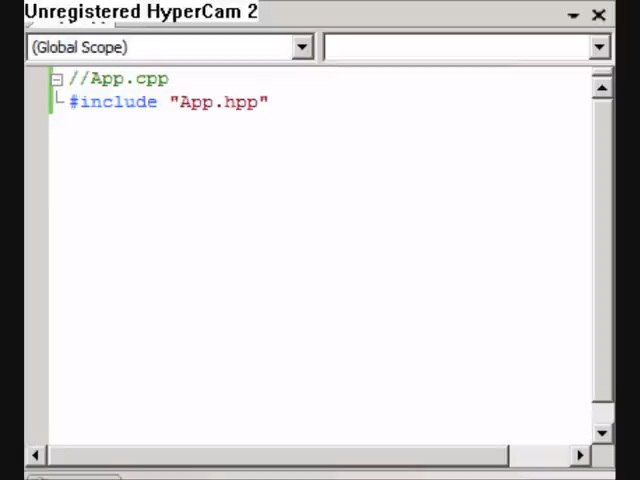 Unregistered HyperCam 2
(Global Scope)
//App.cpp
#include "App.hpp"